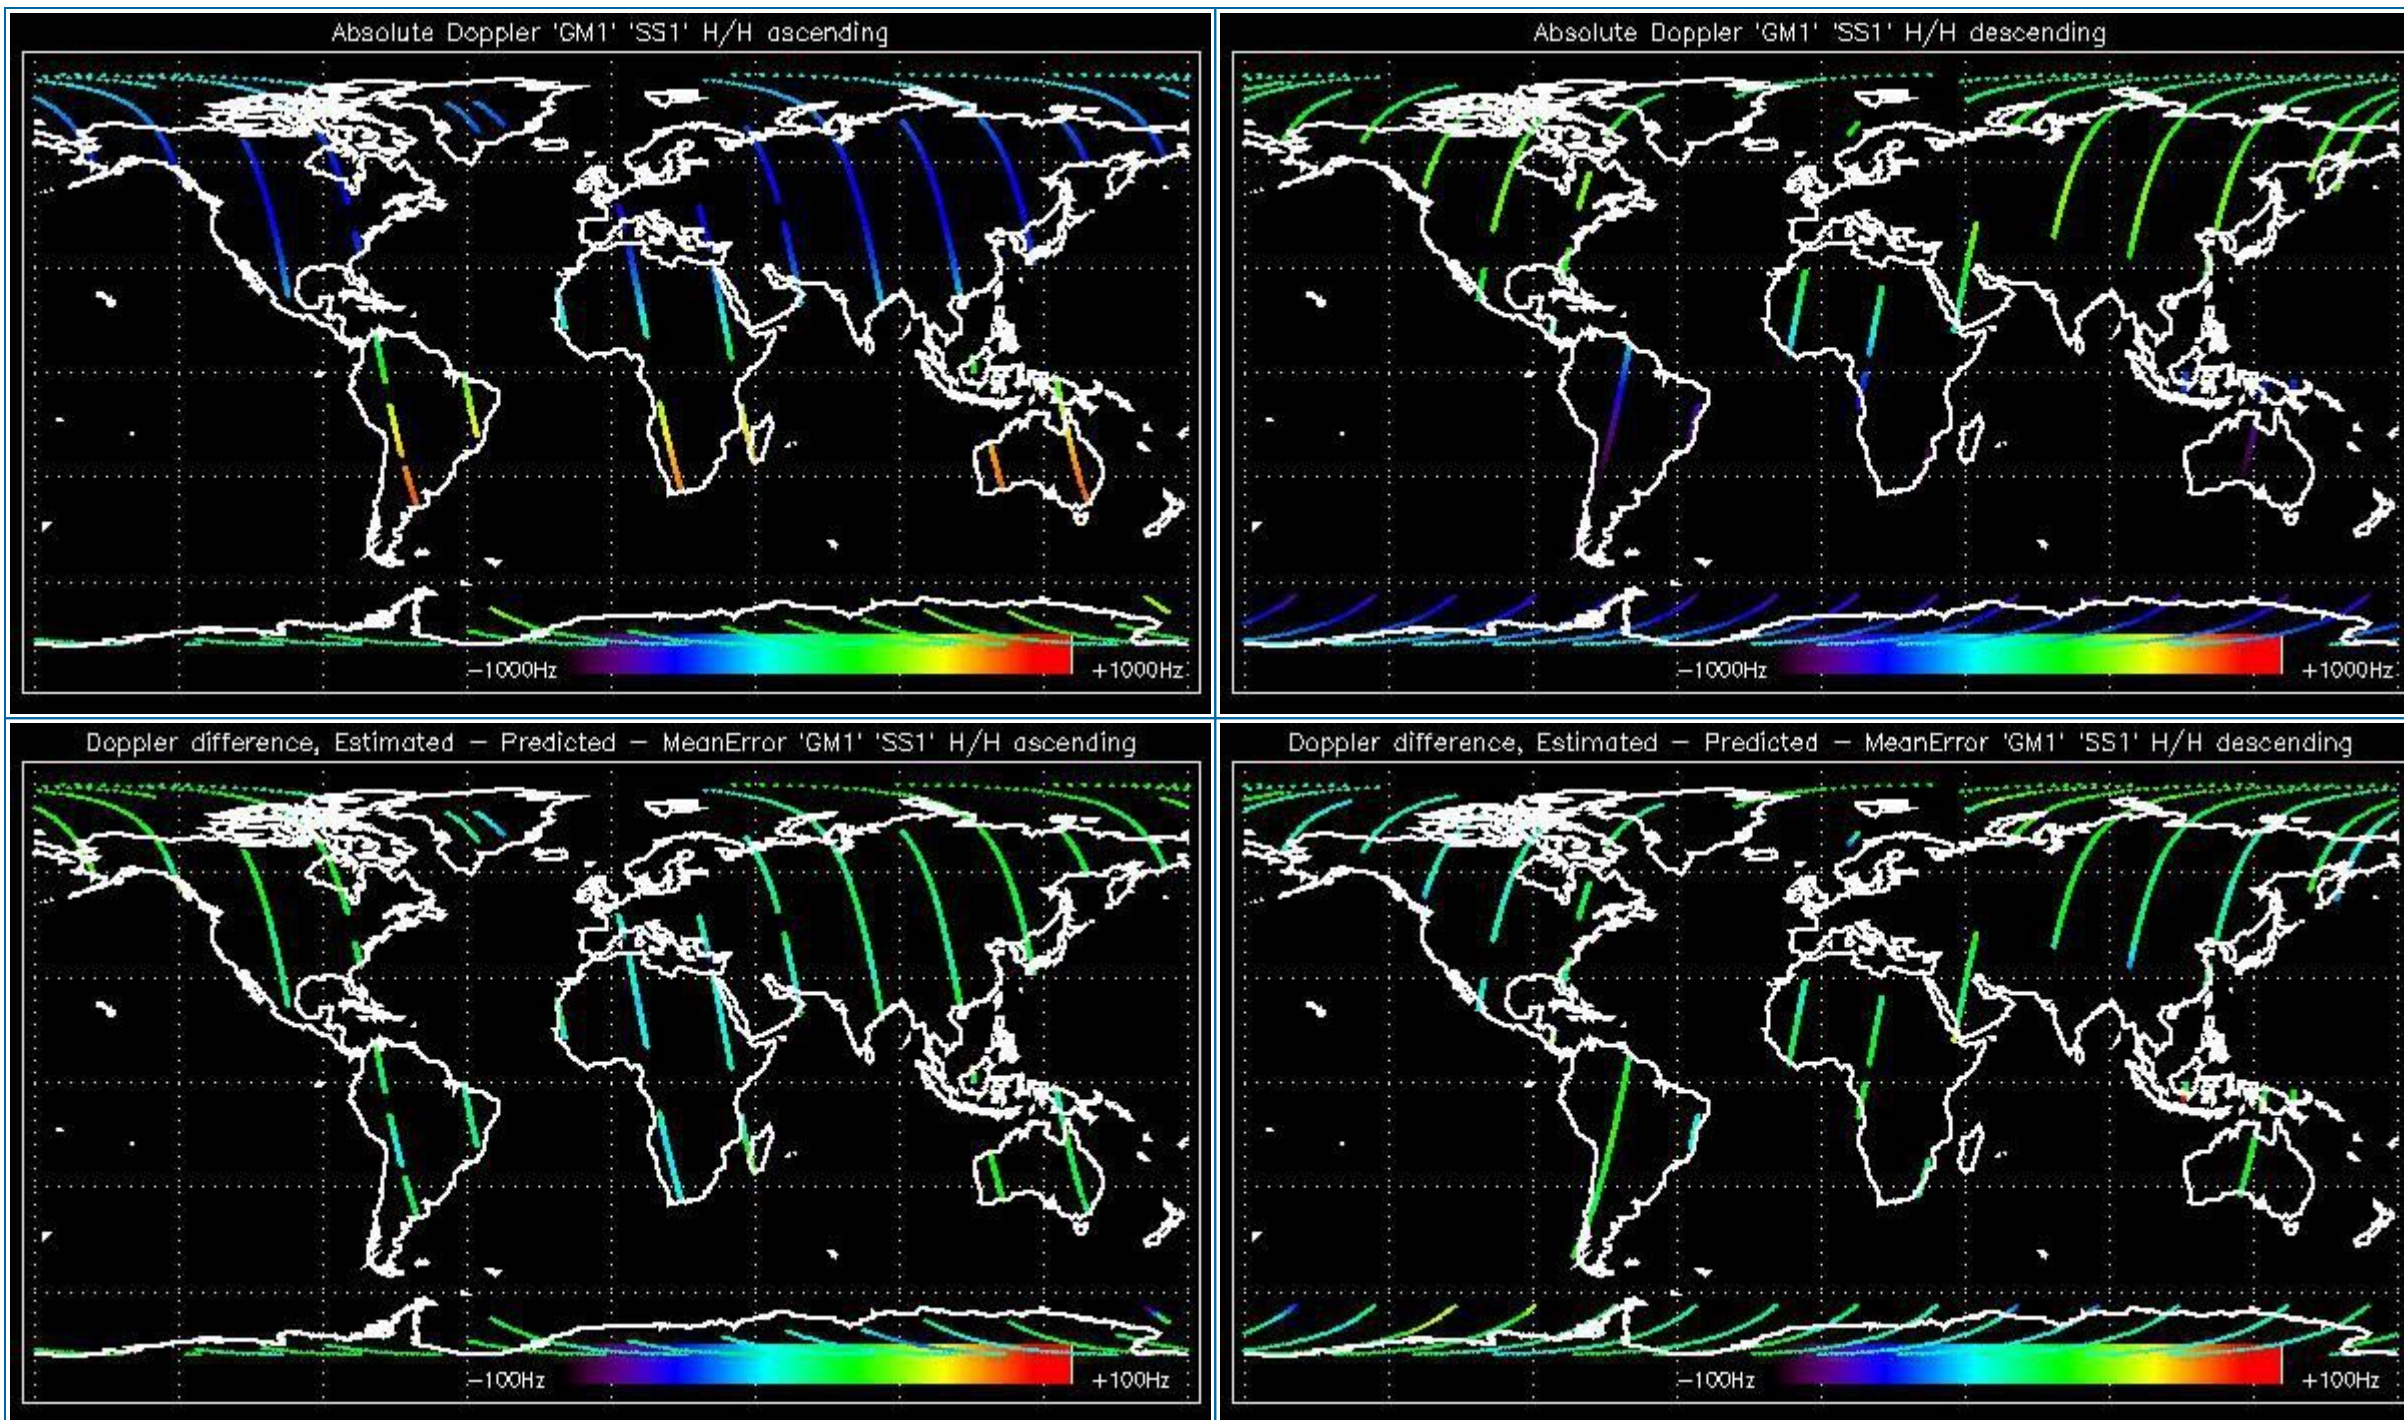 Absolute Doppler 'GM1' 'SS1' H/H ascending
-1000Hz
+1000Hz
Absolute Doppler 'GM1' 'SS1' H/H descending
-1000Hz
+1000Hz
Doppler difference, Estimated - Predicted - MeanError 'GM1' 'SS1' H/H ascending
-100Hz
+100Hz
Doppler difference, Estimated - Predicted - MeanError 'GM1' 'SS1' H/H descending
-100Hz
+100Hz